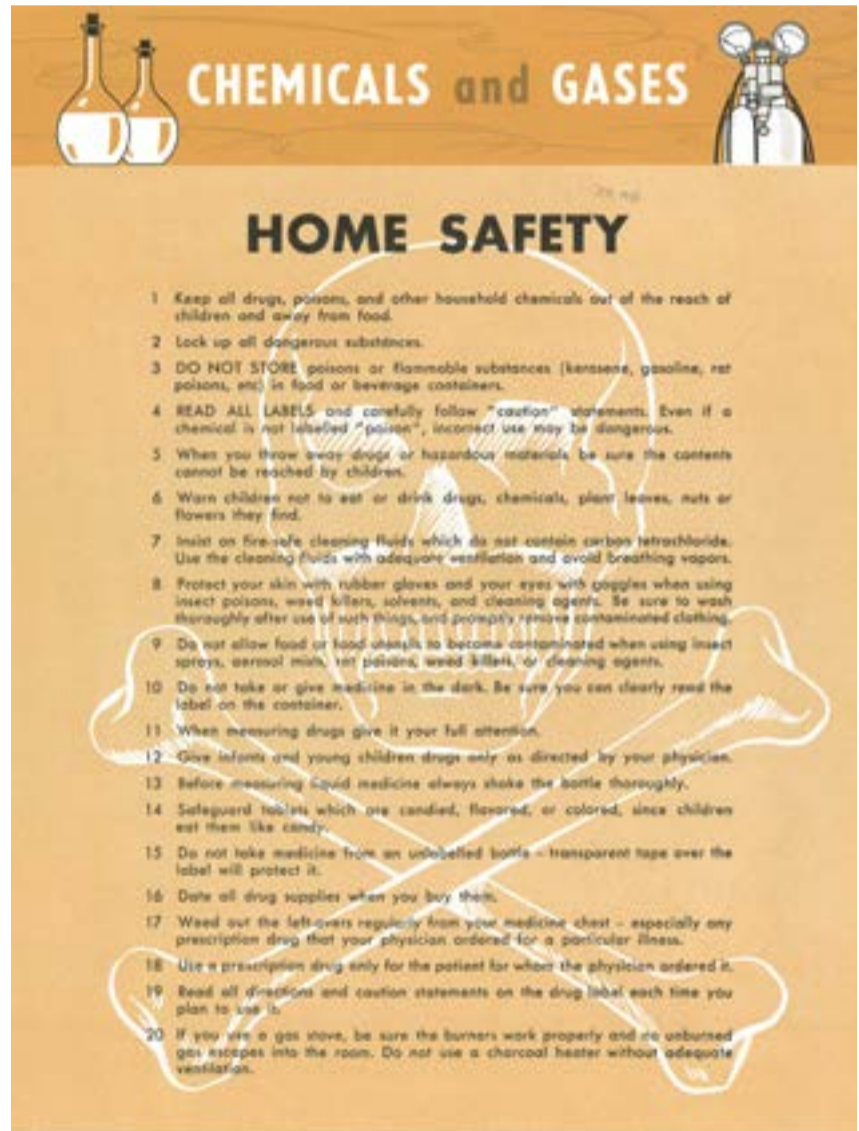 CHEMICALS and GASES
HOME SAFETY
1 Keep all drugs, poisons, and other household chemicals out of the reach of
children and away from food.
2 Lock up all dangerous substances.
3 DO NOT STORE poisons or flammable substances (kerosene, gasoline, rat
poisons, etc) in food or beverage containers.
4 READ ALL LABELS and carefully follow "caution" statements. Even if a
chemical is not labelled "poison", incorrect use may be dangerous.
5 When you throw away drugs or hazardous materials be sure the contents
cannot be reached by children.
6 Warn children not to eat or drink drugs, chemicals, plant leaves, nuts or
flowers they find.
7 Insist on fire-safe cleaning fluids which do not contain carbon tetrachloride.
Use the cleaning fluids with adequate ventilation and avoid breathing vapors.
8 Protect your skin with rubber gloves and your eyes with goggles when using
insect poisons, weed killers, solvents, and cleaning agents. Be sure to wash
thoroughly after use of such things, and promptly remove contaminated clothing.
9 Do not allow food or food utensils to become contaminated when using insect
sprays, aerosol mists, rat poisons, weed killers, or cleaning agents.
10 Do not take or give medicine in the dark. Be sure you can clearly read the
label on the container.
11 When measuring drugs give it your full attention.
12 Give infants and young children drugs only as directed by your physician.
13 Before measuring liquid medicine always shake the bottle thoroughly.
14 Safeguard tablets which are candied, flavored, or colored, since children
eat them like candy.
15 Do not take medicine from an unlabelled bottle – transparent tape over the
label will protect it.
16 Date all drug supplies when you buy them.
17 Weed out the left-overs regularly from your medicine chest – especially any
prescription drug that your physician ordered for a particular illness.
18 Use a prescription drug only for the patient for whom the physician ordered it.
19 Read all directions and caution statements on the drug label each time you
plan to use it.
20 If you use a gas stove, be sure the burners work properly and no unburned
gas escapes into the room. Do not use a charcoal heater without adequate
ventilation.